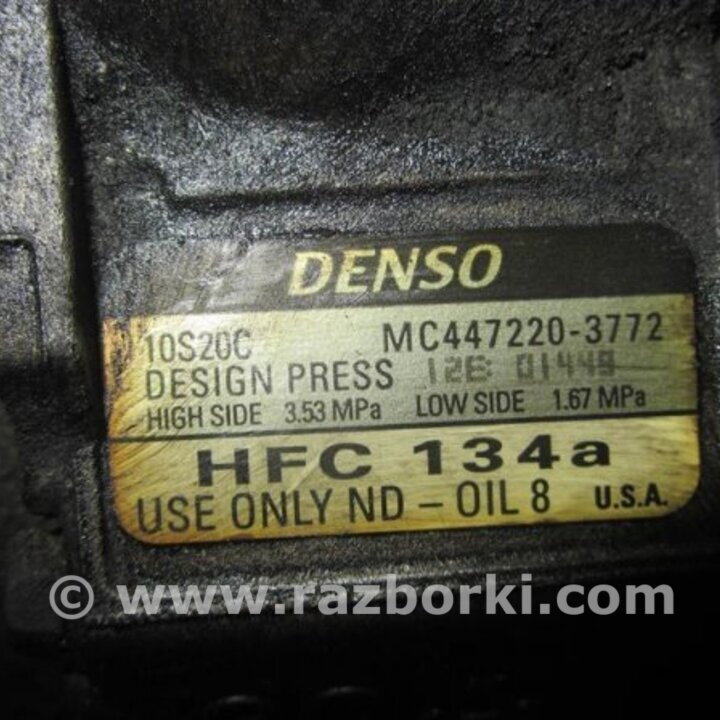 DENSO
10S20C MC447220-3772
DESIGN PRESS 12E 01449
HIGH SIDE 3.53 MPa LOW SIDE 1.67 MPa
HFC 134a
USE ONLY ND - OIL 8 U.S.A.
© www.razborki.com